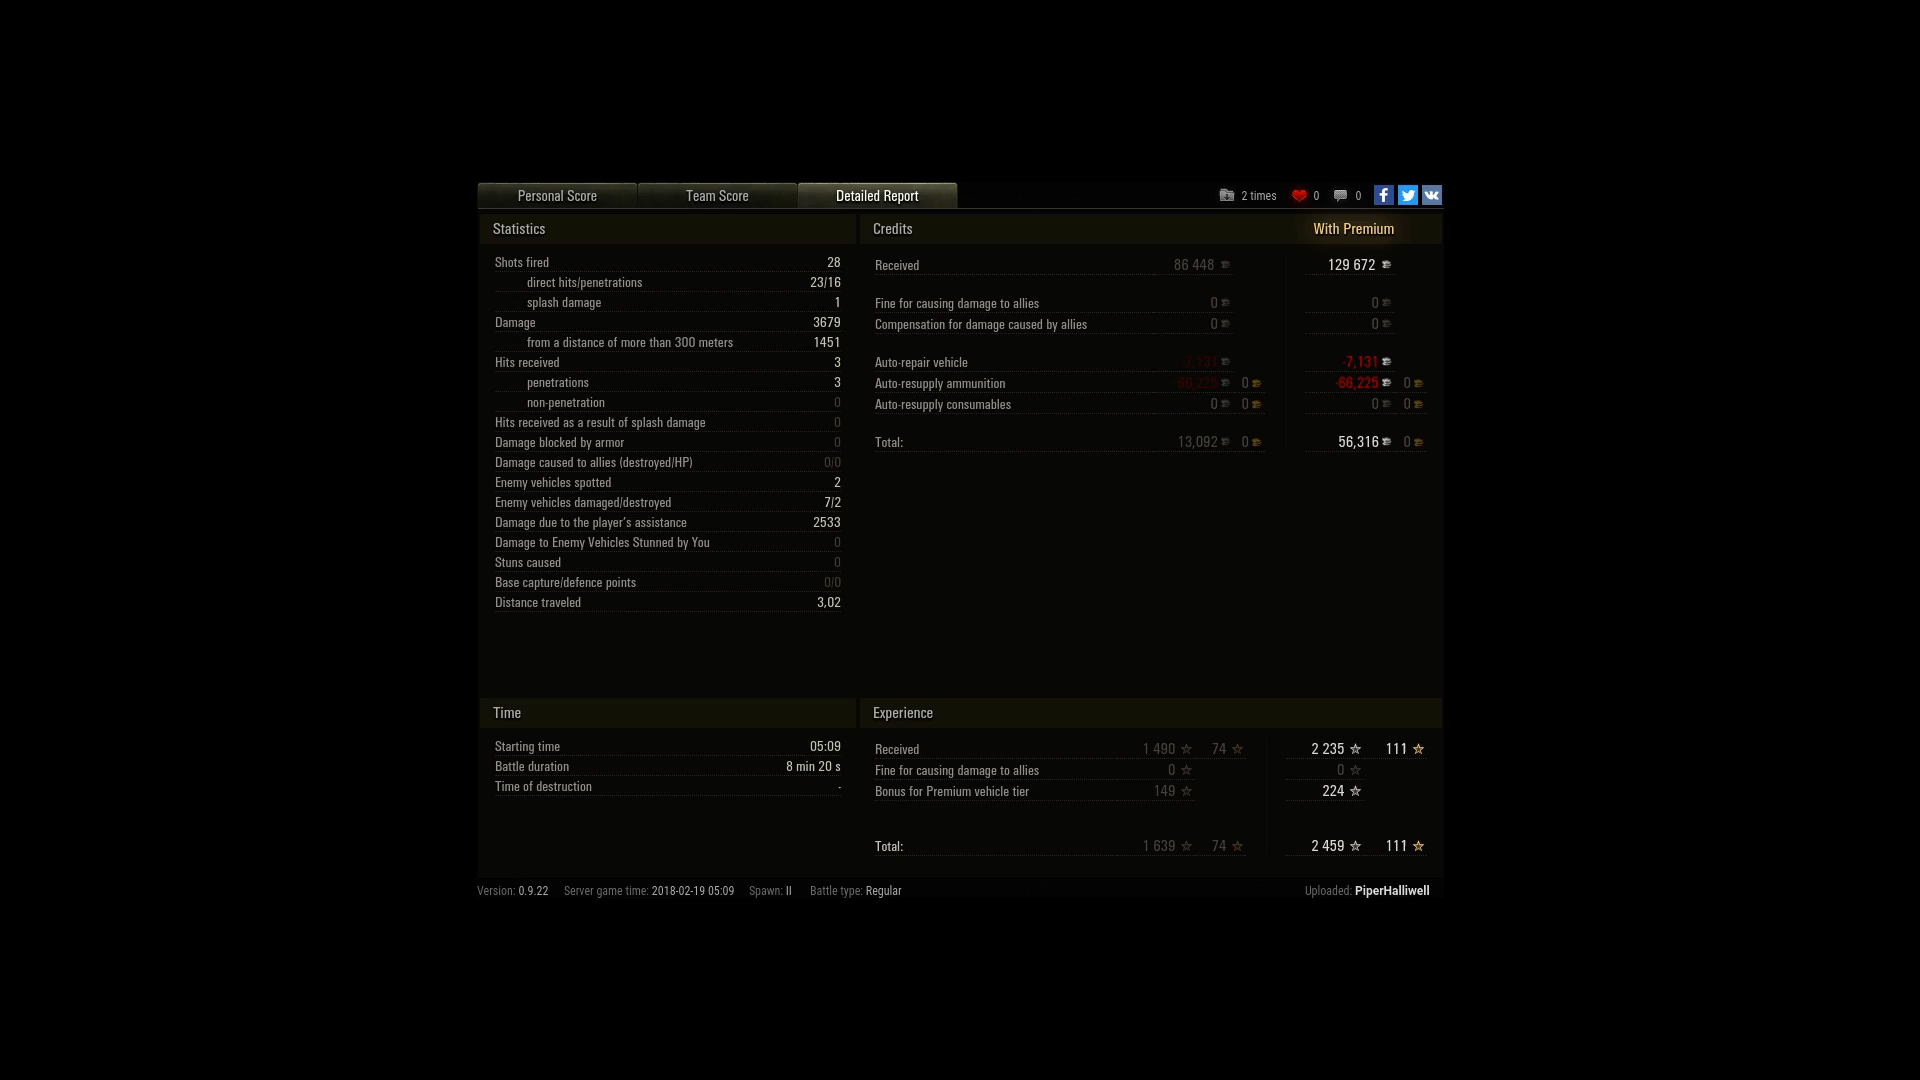 Personal Score Team Score Detailed Report 2 times 0 0
Statistics
Shots fired 28
direct hits/penetrations 23/16
splash damage 1
Damage 3679
from a distance of more than 300 meters 1451
Hits received 3
penetrations 3
non-penetration 0
Hits received as a result of splash damage 0
Damage blocked by armor 0
Damage caused to allies (destroyed/HP) 0/0
Enemy vehicles spotted 2
Enemy vehicles damaged/destroyed 7/2
Damage due to the player's assistance 2533
Damage to Enemy Vehicles Stunned by You 0
Stuns caused 0
Base capture/defence points 0/0
Distance traveled 3,02
Credits With Premium
Received 86 448 129 672
Fine for causing damage to allies 0 0
Compensation for damage caused by allies 0 0
Auto-repair vehicle -7,131 -7,131
Auto-resupply ammunition -66,225 0 -66,225 0
Auto-resupply consumables 0 0 0 0
Total: 13,092 0 56,316 0
Time
Starting time 05:09
Battle duration 8 min 20 s
Time of destruction -
Experience
Received 1 490 74 2 235 111
Fine for causing damage to allies 0 0
Bonus for Premium vehicle tier 149 224
Total: 1 639 74 2 459 111
Version: 0.9.22 Server game time: 2018-02-19 05:09 Spawn: II Battle type: Regular Uploaded: PiperHalliwell